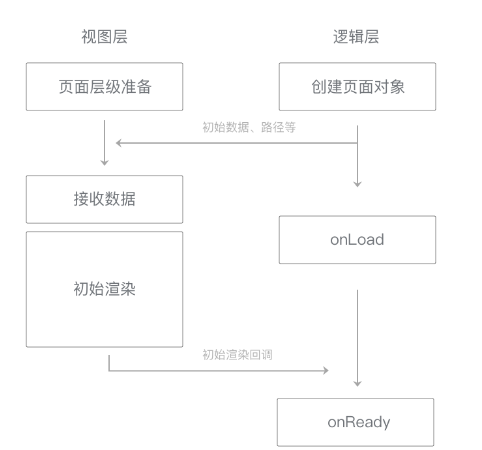 视图层
逻辑层
页面层级准备
创建页面对象
初始数据、路径等
接收数据
onLoad
初始渲染
初始渲染回调
onReady